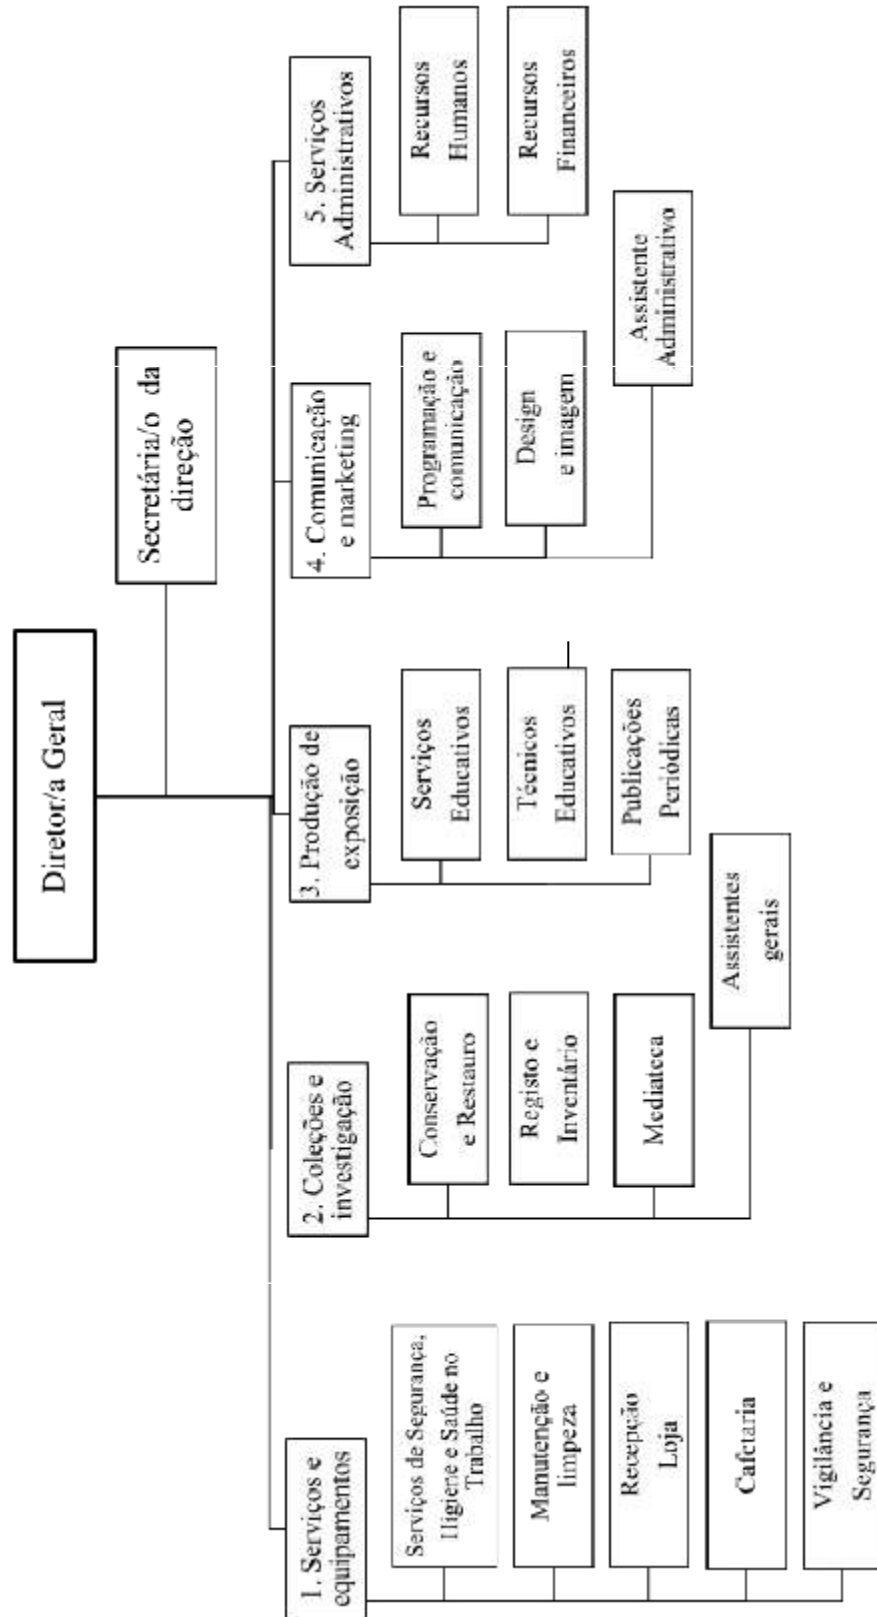 Diretor/a Geral
Secretária/o da
direção
1. Serviços e
equipamentos
Serviços de Segurança,
Higiene e Saúde no
Trabalho
Manutenção e
limpeza
Recepção
Loja
Cafetaria
Vigilância e
Segurança
2. Coleções e
investigação
Conservação
e Restauro
Registo e
Inventário
Mediateca
Assistentes
gerais
3. Produção de
exposição
Serviços
Educativos
Técnicos
Educativos
Publicações
Periódicas
4. Comunicação
e marketing
Programação e
comunicação
Design
e imagem
Assistente
Administrativo
5. Serviços
Administrativos
Recursos
Humanos
Recursos
Financeiros